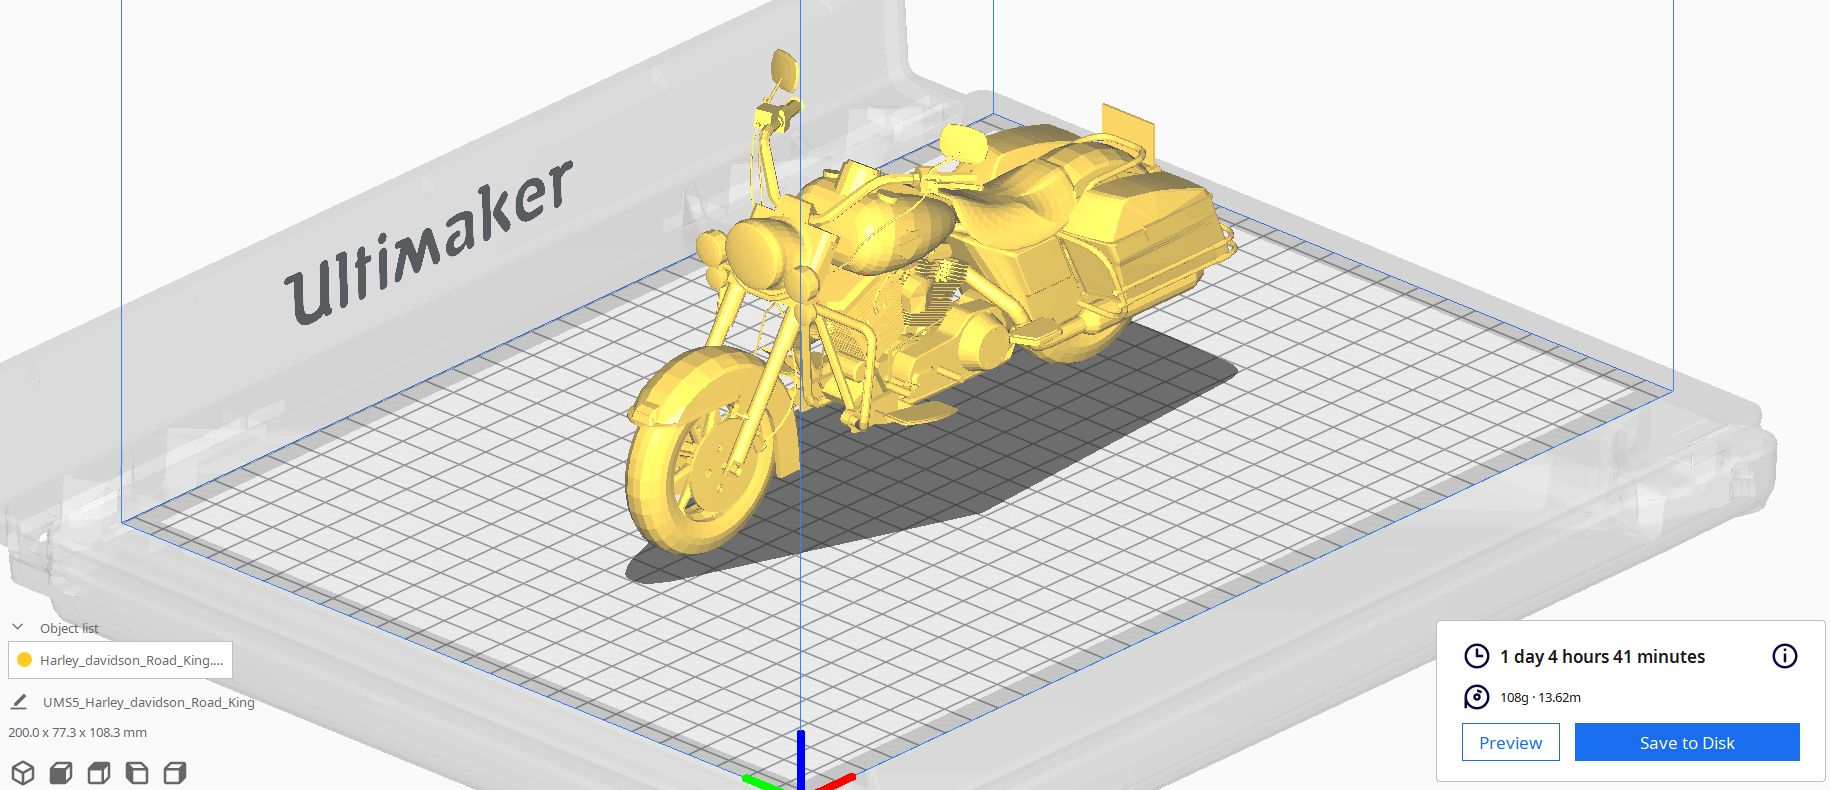 Ultimaker
Object list
Harley_davidson_Road_King....
UMS5_Harley_davidson_Road_King
200.0 x 77.3 x 108.3 mm
1 day 4 hours 41 minutes
108g · 13.62m
Preview
Save to Disk